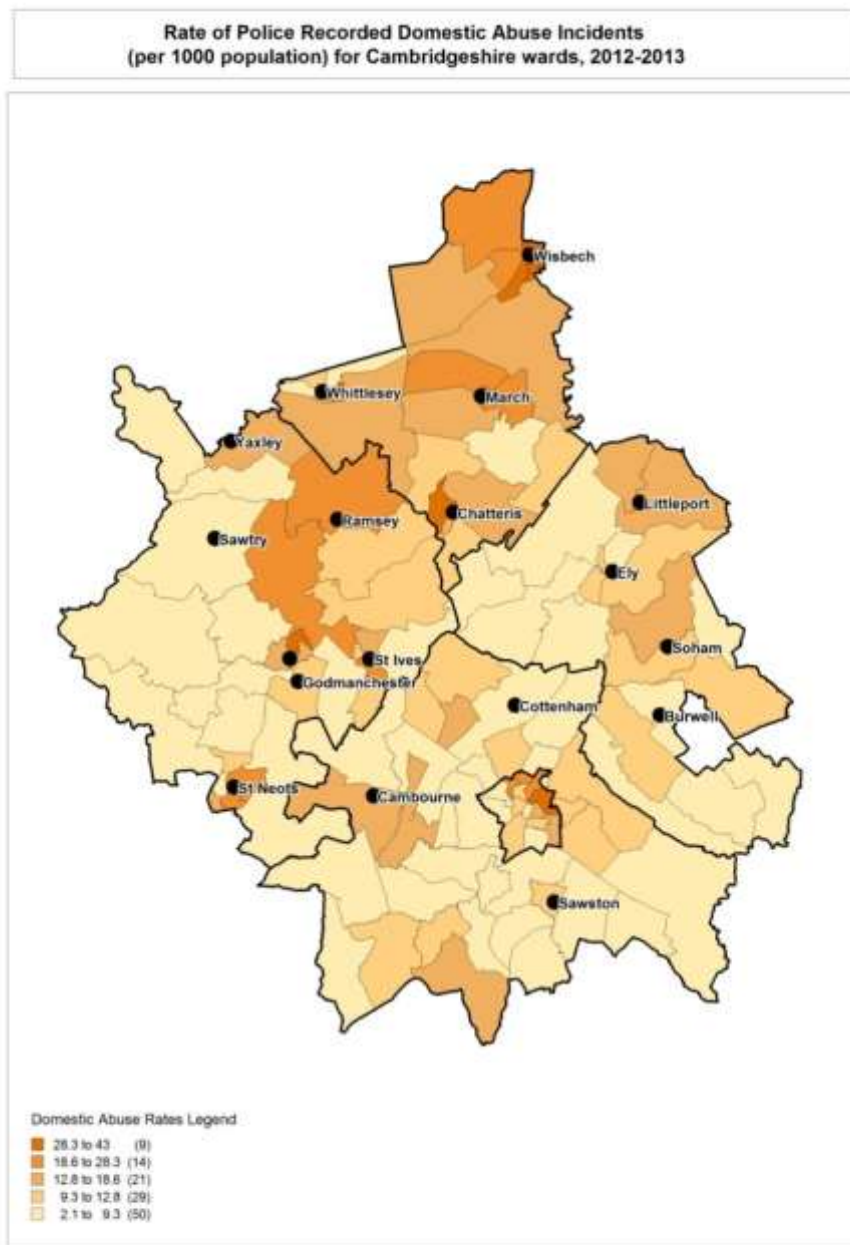 Rate of Police Recorded Domestic Abuse Incidents
(per 1000 population) for Cambridgeshire wards, 2012-2013
Wisbech
Whittlesey
March
Yaxley
Littleport
Chatteris
Ramsey
Sawtry
Ely
Soham
St Ives
Godmanchester
Cottenham
Burwell
St Neots
Cambourne
Sawston
Domestic Abuse Rates Legend
28.3 to 43 (9)
18.6 to 28.3 (14)
12.8 to 18.6 (21)
9.3 to 12.8 (29)
2.1 to 9.3 (50)